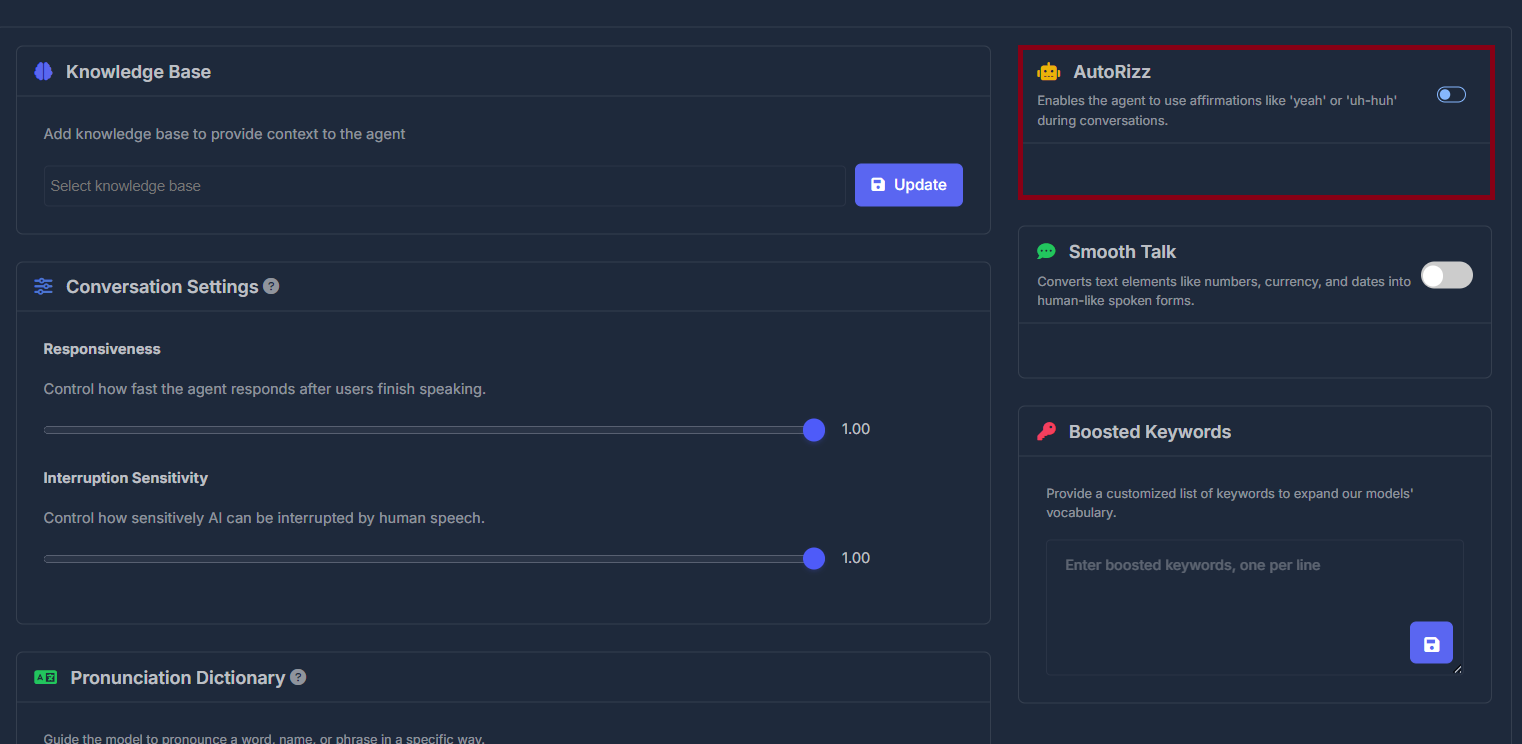 Knowledge Base
Add knowledge base to provide context to the agent
Select knowledge base
Update
Conversation Settings ?
Responsiveness
Control how fast the agent responds after users finish speaking.
1.00
Interruption Sensitivity
Control how sensitively AI can be interrupted by human speech.
1.00
Pronunciation Dictionary ?
Guide the model to pronounce a word, name, or phrase in a specific way.
AutoRizz
Enables the agent to use affirmations like 'yeah' or 'uh-huh'
during conversations.
Smooth Talk
Converts text elements like numbers, currency, and dates into
human-like spoken forms.
Boosted Keywords
Provide a customized list of keywords to expand our models'
vocabulary.
Enter boosted keywords, one per line